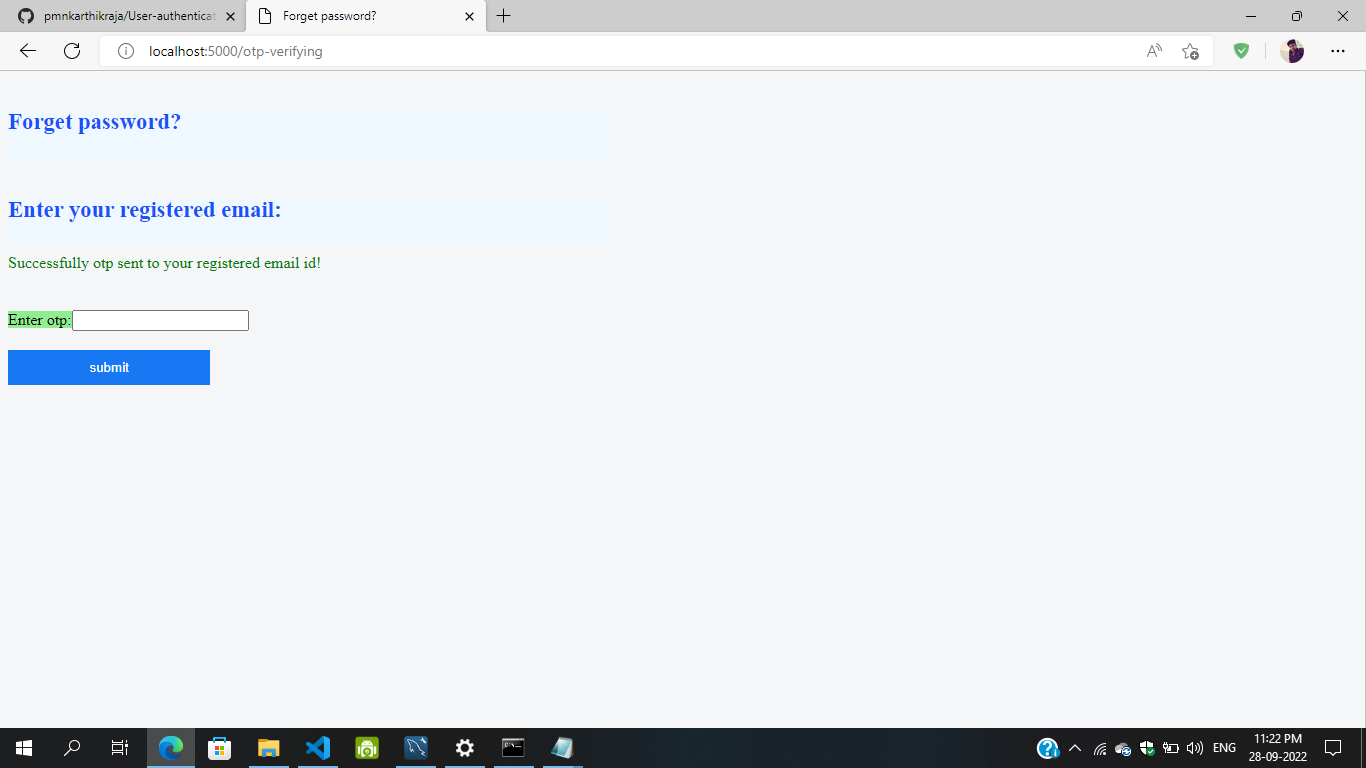 pmnkarthikraja/User-authenticat
Forget password?
localhost:5000/otp-verifying
Forget password?
Enter your registered email:
Successfully otp sent to your registered email id!
Enter otp:
submit
ENG
11:22 PM
28-09-2022